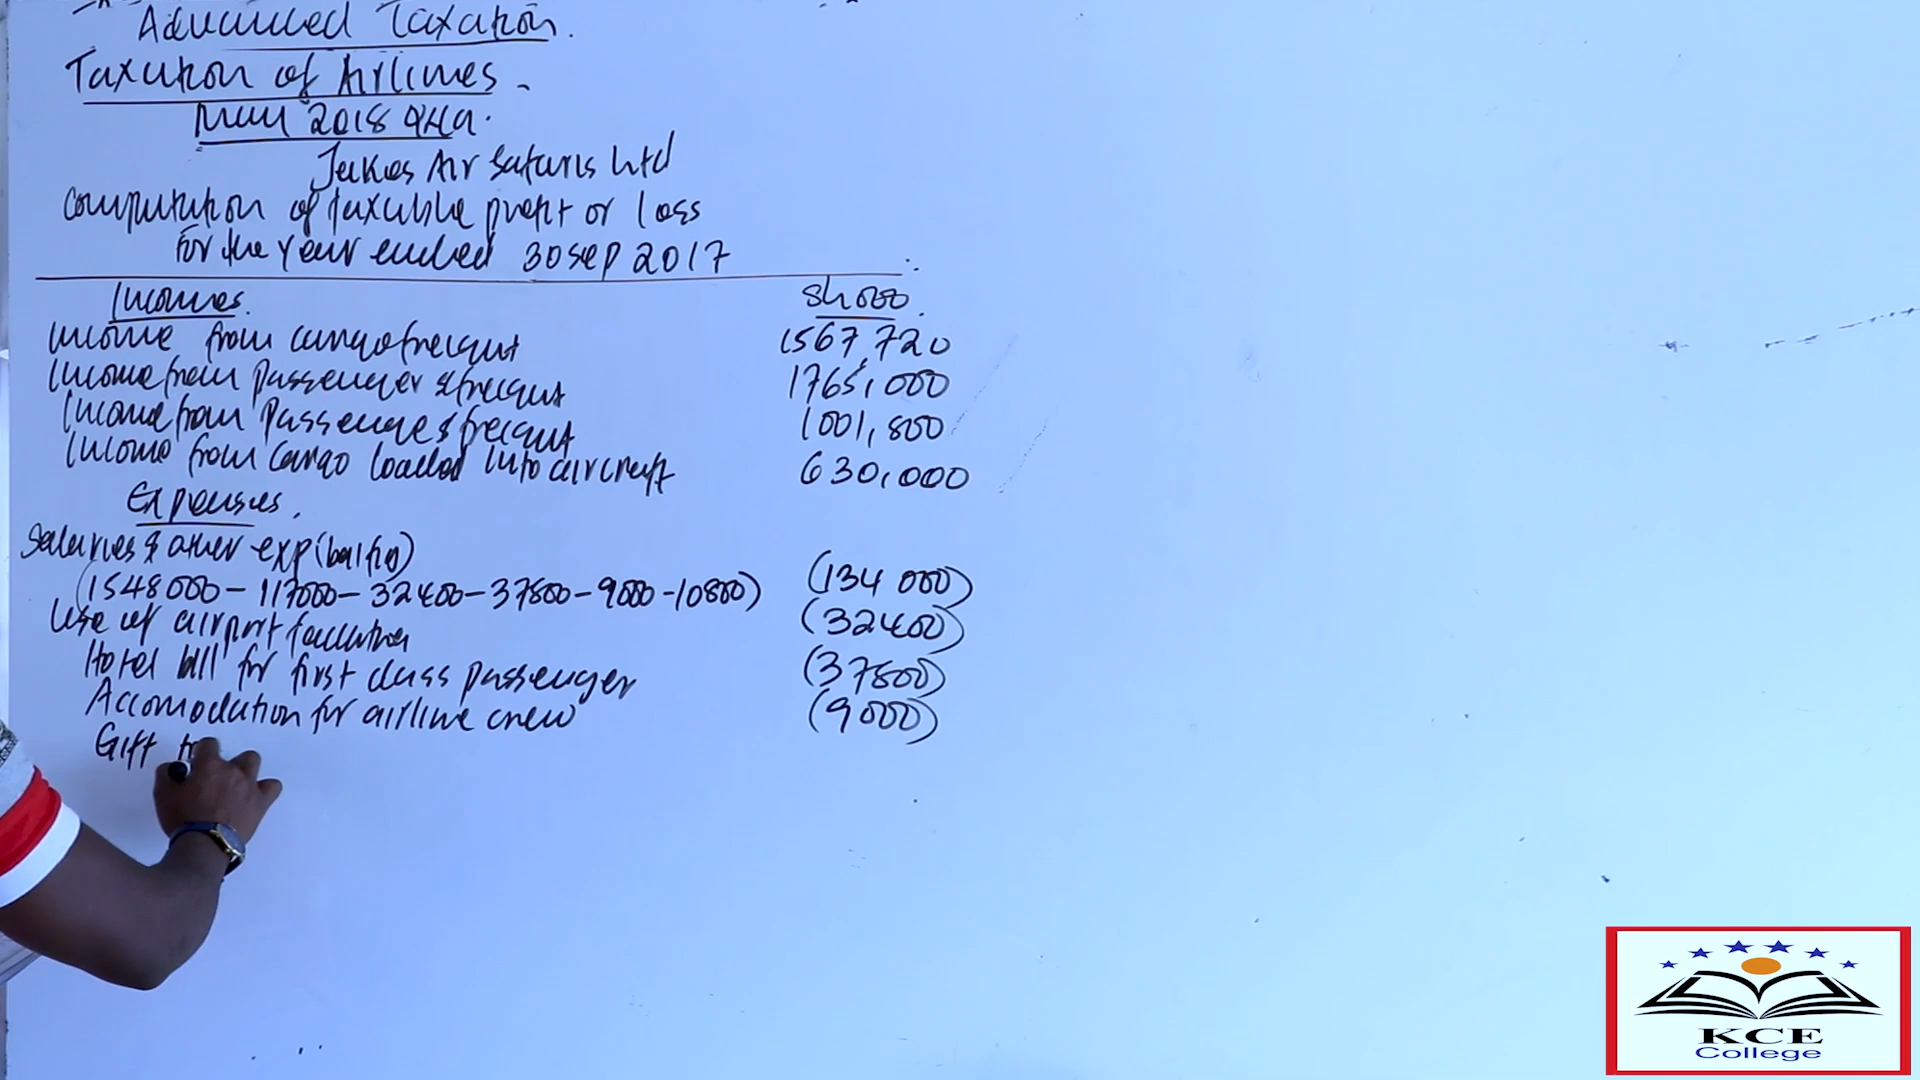 Advanced Taxation.
Taxation of Airlines.
May 2018 Q4a.
Jakes Air Safaris Ltd
Computation of taxable profit or loss
For the Year ended 30 Sep 2017
Incomes. Sh 000.
Income from cargo freight 1567,720
Income from passenger & freight 1765,000
Income from Passenger & freight 1001,800
Income from cargo loaded into aircraft 630,000
Expenses.
Salaries & other exp (bal fig)
(1548000 - 117000 - 32400 - 37800 - 9000 - 10800) (134 000)
Use of airport facilities (32400)
Hotel bill for first class passenger (37800)
Accomodation for airline crew (9000)
Gift
KCE
College